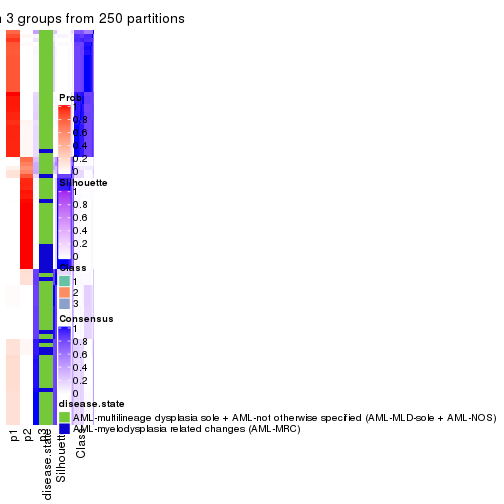 n 3 groups from 250 partitions
Prob
1
0.8
0.6
0.4
0.2
0
Silhouette
1
0.8
0.6
0.4
0.2
0
Class
1
2
3
Consensus
1
0.8
0.6
0.4
0.2
0
disease.state
AML-multilineage dysplasia sole + AML-not otherwise specified (AML-MLD-sole + AML-NOS)
AML-myelodysplasia related changes (AML-MRC)
p1
p2
p3
disease.state
Silhouette
Class